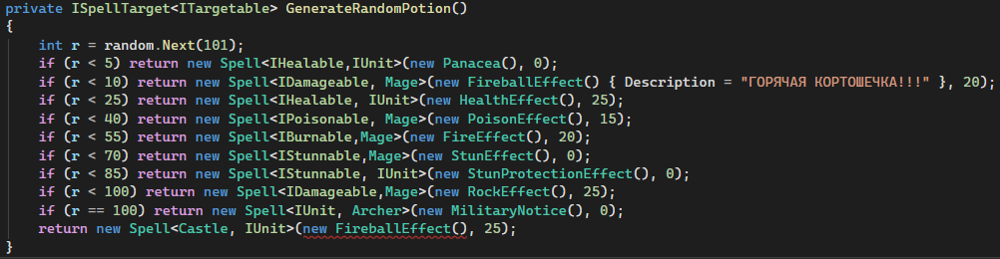 private ISpellTarget<ITargetable> GenerateRandomPotion()
{
int r = random.Next(101);
if (r < 5) return new Spell<IHealable,IUnit>(new Panacea(), 0);
if (r < 10) return new Spell<IDamageable, Mage>(new FireballEffect() { Description = "ГОРЯЧАЯ КОРТОШЕЧКА!!!" }, 20);
if (r < 25) return new Spell<IHealable, IUnit>(new HealthEffect(), 25);
if (r < 40) return new Spell<IPoisonable, Mage>(new PoisonEffect(), 15);
if (r < 55) return new Spell<IBurnable,Mage>(new FireEffect(), 20);
if (r < 70) return new Spell<IStunnable,Mage>(new StunEffect(), 0);
if (r < 85) return new Spell<IStunnable, IUnit>(new StunProtectionEffect(), 0);
if (r < 100) return new Spell<IDamageable,Mage>(new RockEffect(), 25);
if (r == 100) return new Spell<IUnit, Archer>(new MilitaryNotice(), 0);
return new Spell<Castle, IUnit>(new FireballEffect(), 25);
}